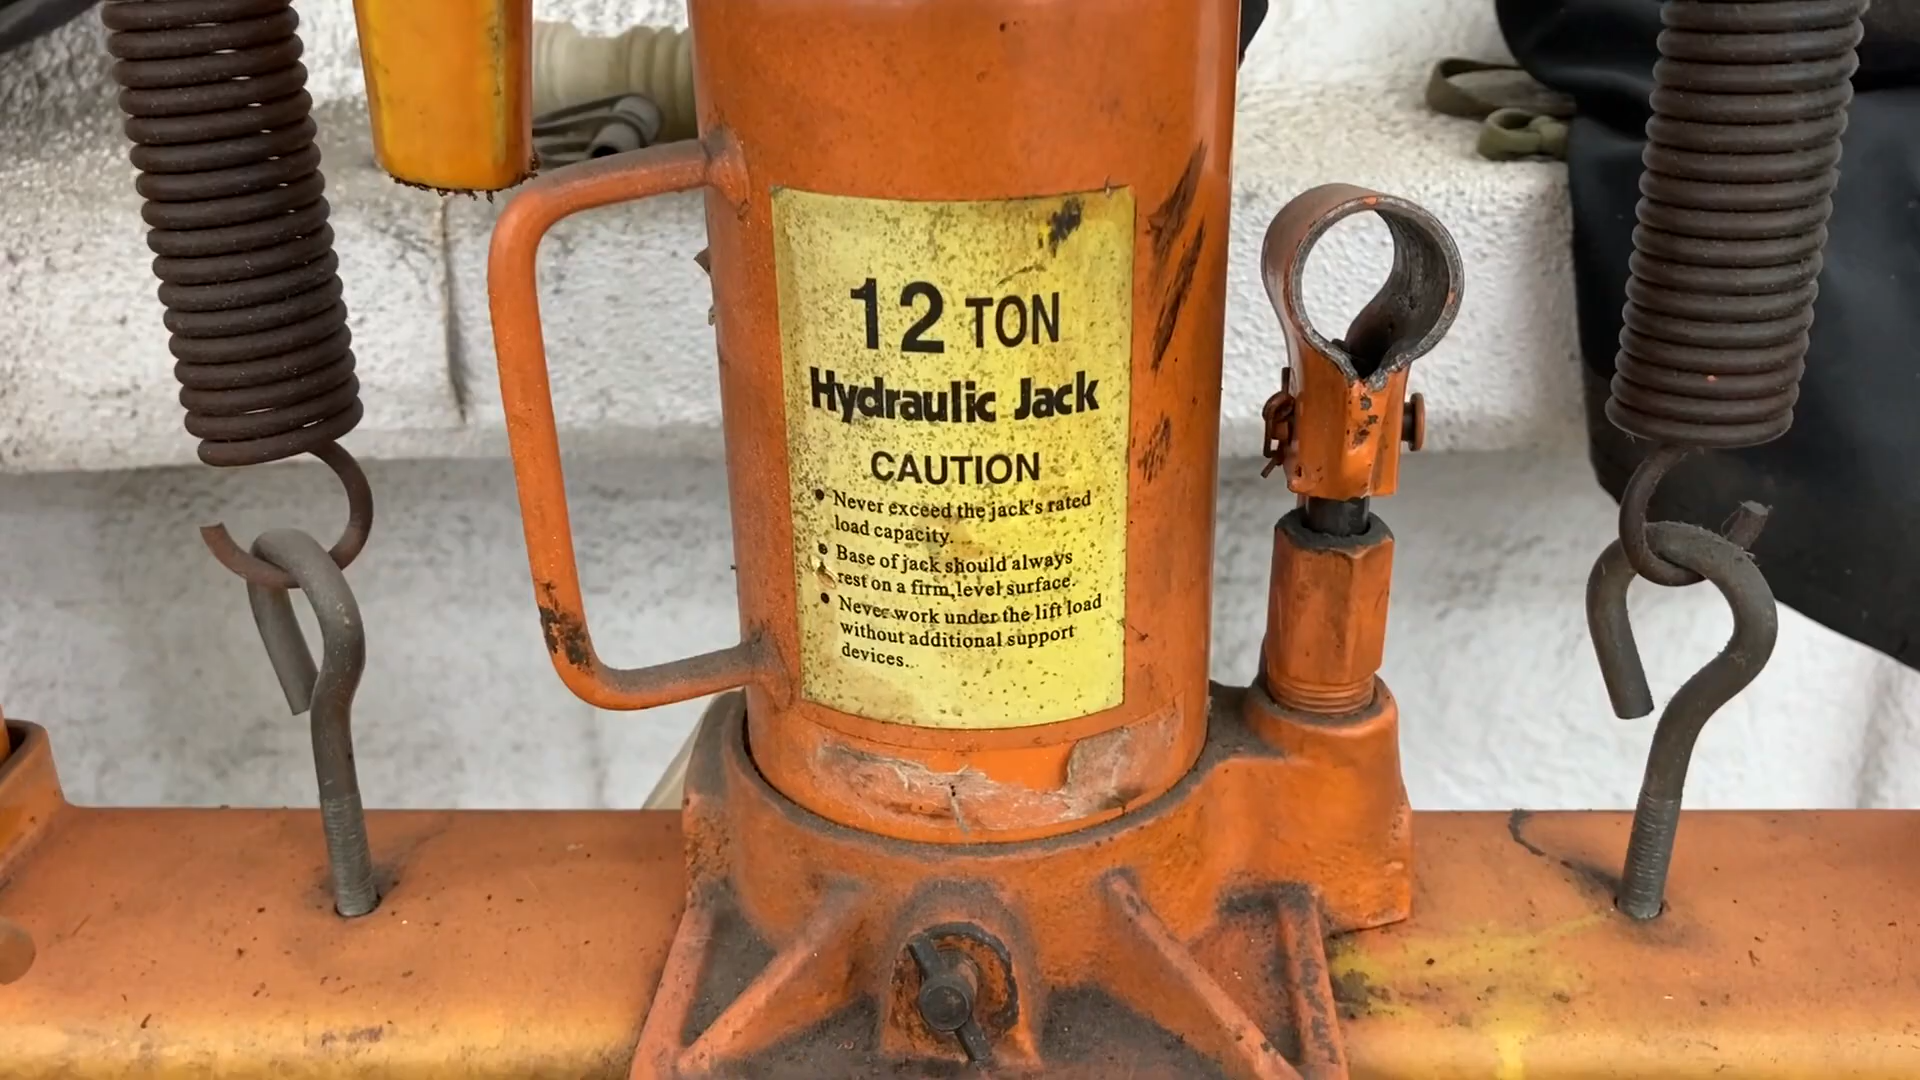 12 TON
Hydraulic Jack
CAUTION
• Never exceed the jack's rated
load capacity.
• Base of jack should always
rest on a firm, level surface.
• Never work under the lift load
without additional support
devices.